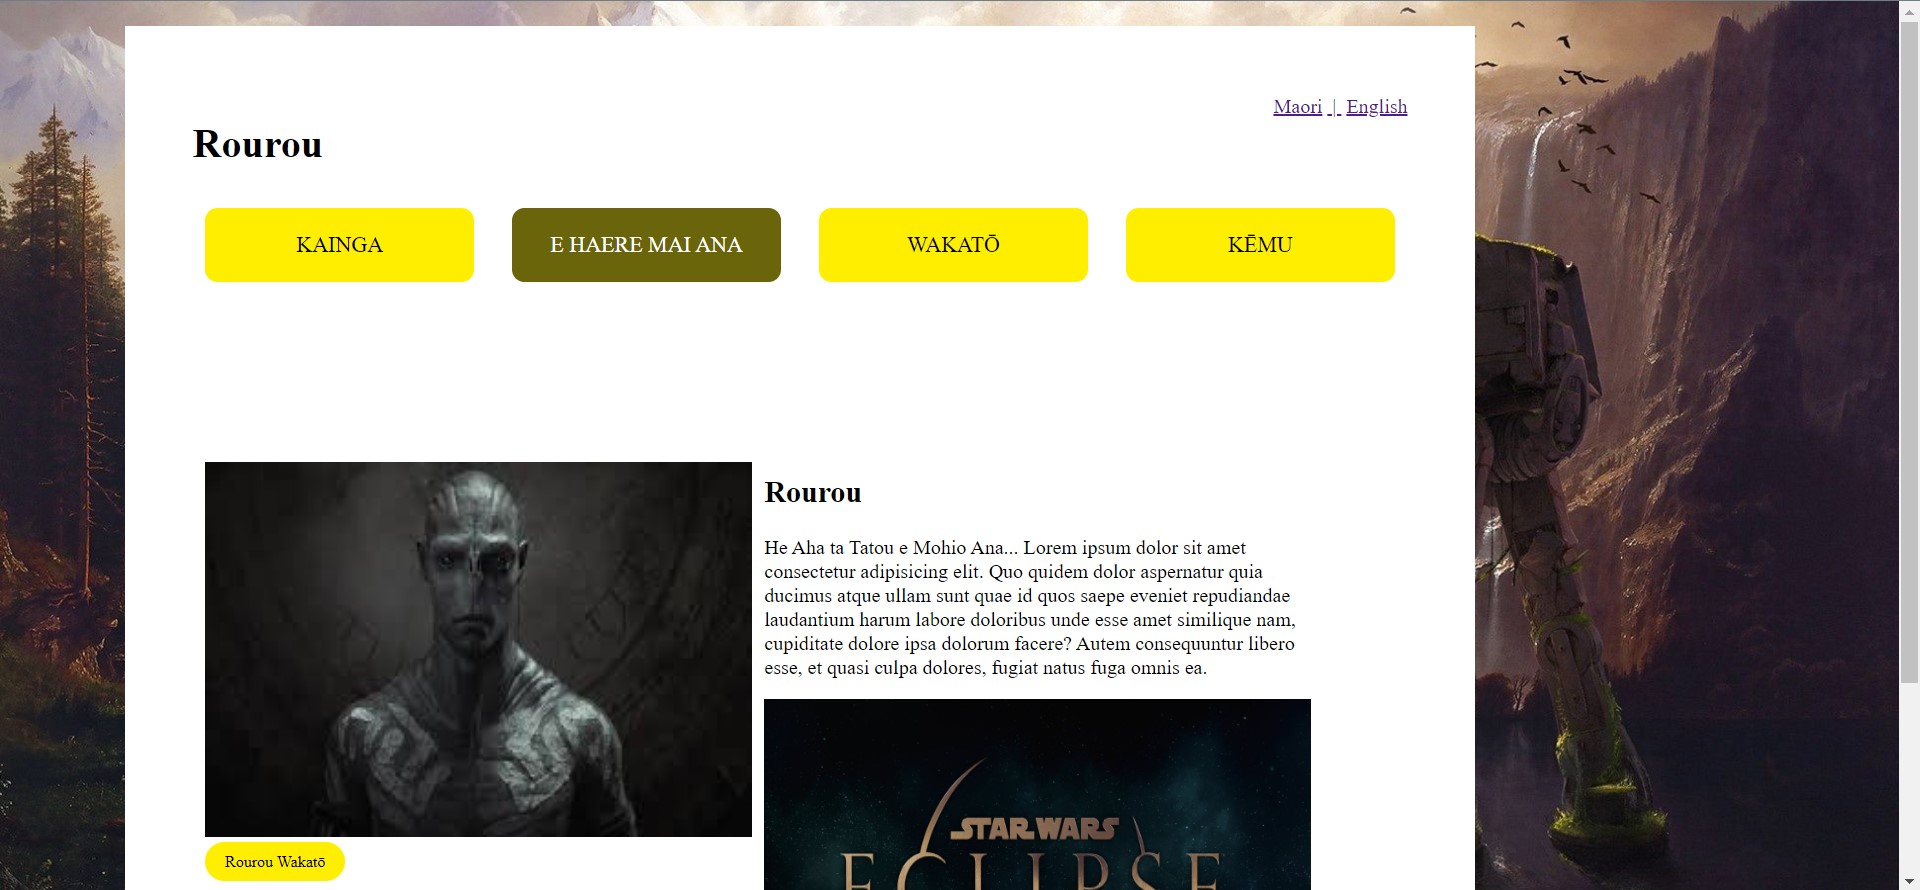 Maori | English
Rourou
KAINGA
E HAERE MAI ANA
WAKATŌ
KĒMU
Rourou
He Aha ta Tatou e Mohio Ana... Lorem ipsum dolor sit amet
consectetur adipisicing elit. Quo quidem dolor aspernatur quia
ducimus atque ullam sunt quae id quos saepe eveniet repudiandae
laudantium harum labore doloribus unde esse amet similique nam,
cupiditate dolore ipsa dolorum facere? Autem consequuntur libero
esse, et quasi culpa dolores, fugiat natus fuga omnis ea.
STAR WARS
ECLIPSE
Rourou Wakatō